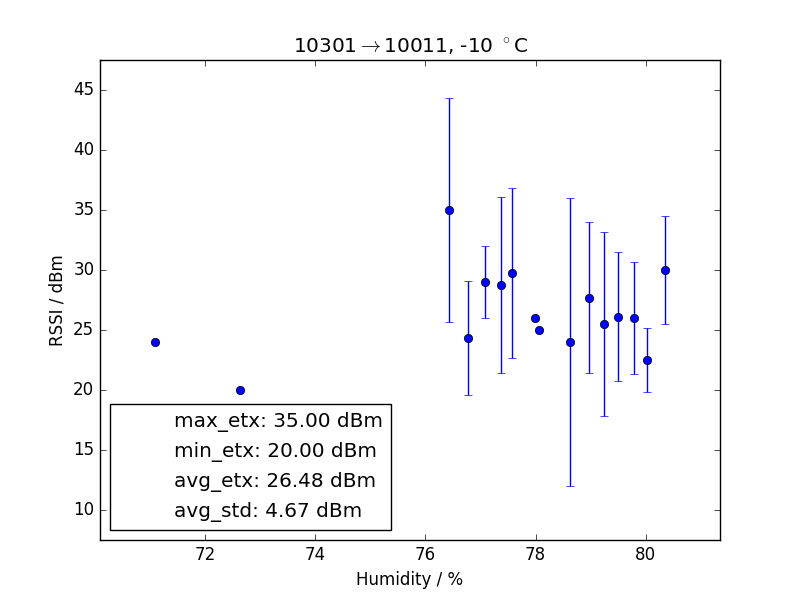 10301→10011, -10 °C
RSSI / dBm
45
40
35
30
25
20
15
10
max_etx: 35.00 dBm
min_etx: 20.00 dBm
avg_etx: 26.48 dBm
avg_std: 4.67 dBm
72 74 76 78 80
Humidity / %